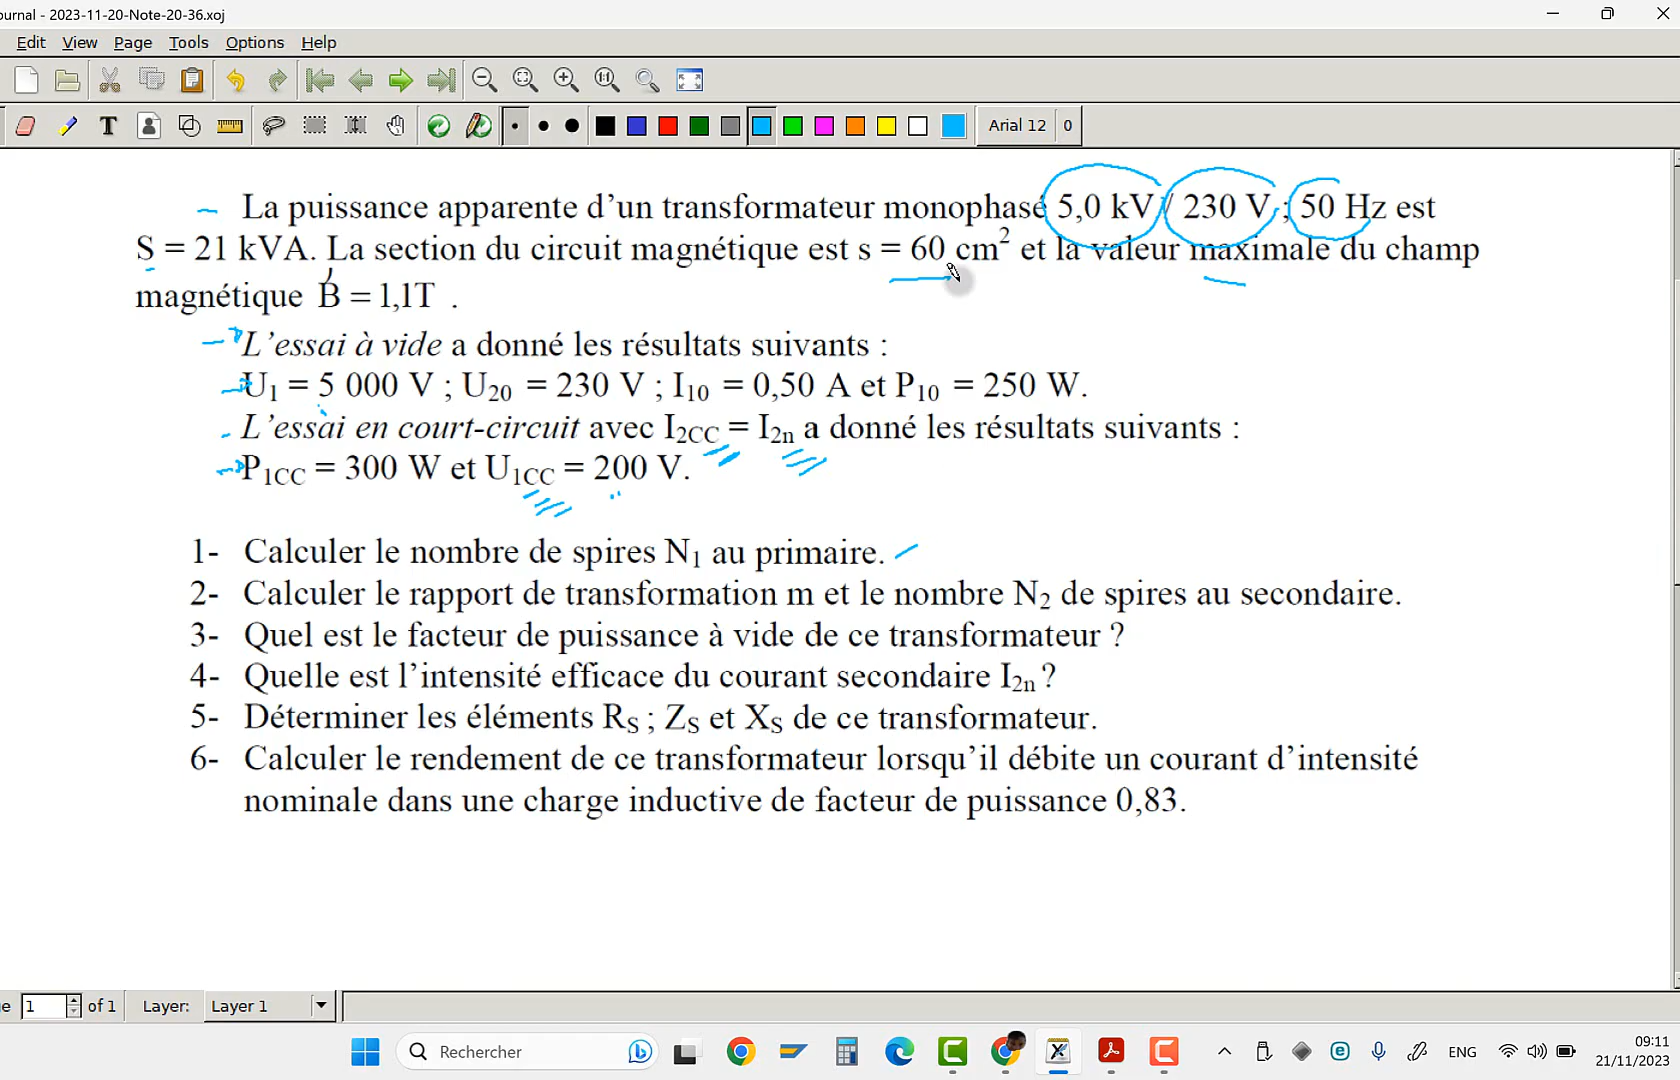 ournal - 2023-11-20-Note-20-36.xoj
Edit View Page Tools Options Help
Arial 12 0
La puissance apparente d’un transformateur monophasé 5,0 kV / 230 V ; 50 Hz est
S = 21 kVA. La section du circuit magnétique est s = 60 cm² et la valeur maximale du champ
magnétique B = 1,1T .
L’essai à vide a donné les résultats suivants :
U₁ = 5 000 V ; U₂₀ = 230 V ; I₁₀ = 0,50 A et P₁₀ = 250 W.
L’essai en court-circuit avec I2CC = I2n a donné les résultats suivants :
P1CC = 300 W et U1CC = 200 V.
1- Calculer le nombre de spires N₁ au primaire.
2- Calculer le rapport de transformation m et le nombre N₂ de spires au secondaire.
3- Quel est le facteur de puissance à vide de ce transformateur ?
4- Quelle est l’intensité efficace du courant secondaire I2n ?
5- Déterminer les éléments RS ; ZS et XS de ce transformateur.
6- Calculer le rendement de ce transformateur lorsqu’il débite un courant d’intensité
nominale dans une charge inductive de facteur de puissance 0,83.
e 1 of 1 Layer: Layer 1
Rechercher
ENG
09:11
21/11/2023